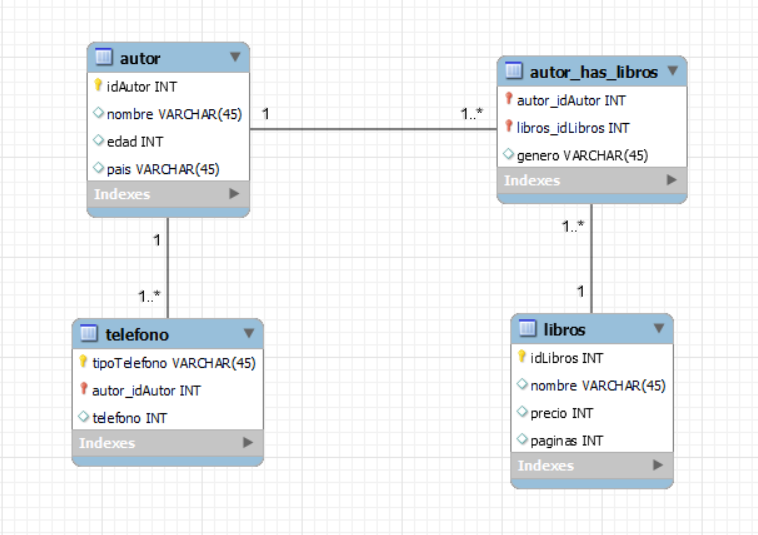 autor
idAutor INT
nombre VARCHAR(45)
edad INT
pais VARCHAR(45)
Indexes
1
1..*
autor_has_libros
autor_idAutor INT
libros_idLibros INT
genero VARCHAR(45)
Indexes
1
1..*
telefono
tipoTelefono VARCHAR(45)
autor_idAutor INT
telefono INT
Indexes
1..*
1
libros
idLibros INT
nombre VARCHAR(45)
precio INT
paginas INT
Indexes